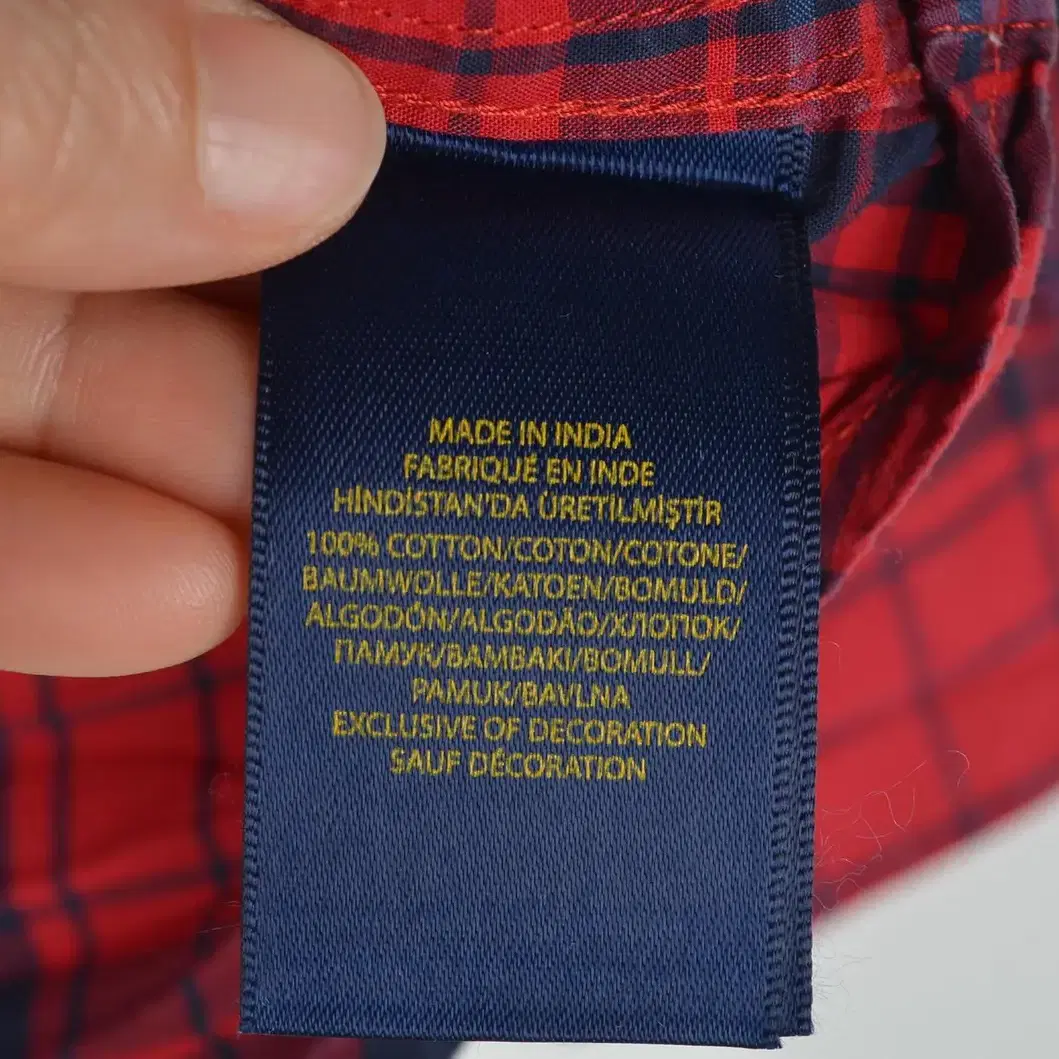 MADE IN INDIA
FABRIQUÉ EN INDE
HİNDİSTAN'DA ÜRETİLMİŞTİR
100% COTTON/COTON/COTONE/
BAUMWOLLE/KATOEN/BOMULD/
ALGODÓN/ALGODÃO/ХЛОПОК/
ПАМУК/BAMBAKI/BOMULL/
PAMUK/BAVLNA
EXCLUSIVE OF DECORATION
SAUF DÉCORATION